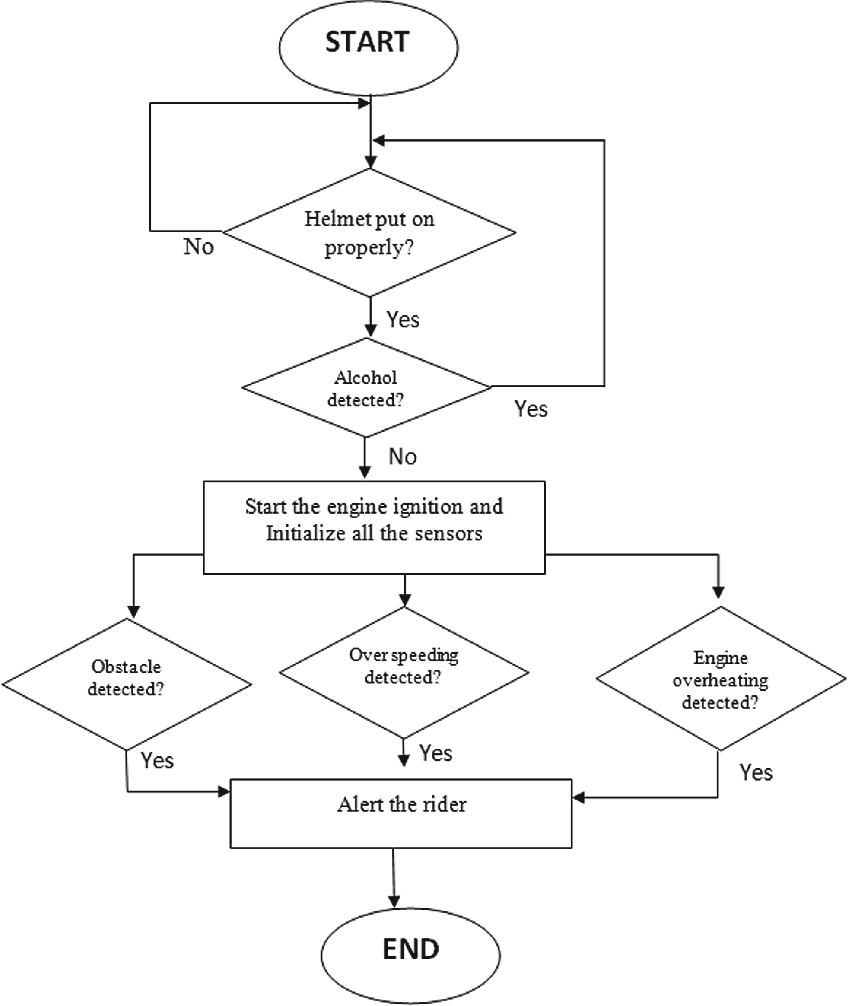 START
Helmet put on
properly?
No
Yes
Alcohol
detected?
Yes
No
Start the engine ignition and
Initialize all the sensors
Obstacle
detected?
Over speeding
detected?
Engine
overheating
detected?
Yes
Yes
Yes
Alert the rider
END